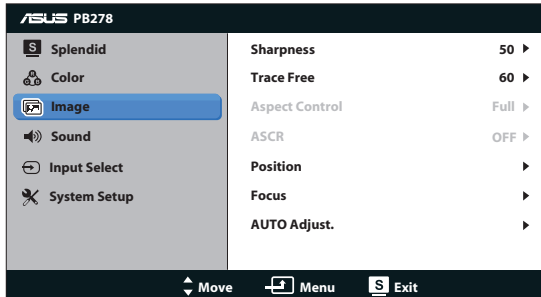 ASUS PB278
S Splendid
Color
Image
Sound
Input Select
System Setup
Sharpness 50
Trace Free 60
Aspect Control Full
ASCR OFF
Position
Focus
AUTO Adjust.
Move Menu S Exit